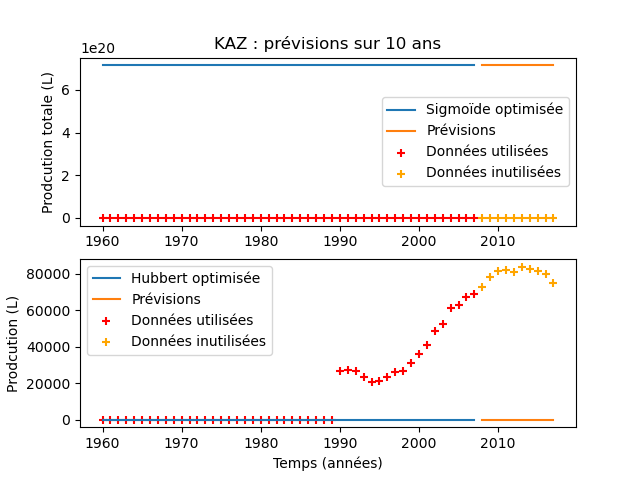 KAZ : prévisions sur 10 ans
1e20
Prodcution totale (L)
6
4
2
0
Sigmoïde optimisée
Prévisions
Données utilisées
Données inutilisées
1960 1970 1980 1990 2000 2010
Prodcution (L)
80000
60000
40000
20000
0
Hubbert optimisée
Prévisions
Données utilisées
Données inutilisées
1960 1970 1980 1990 2000 2010
Temps (années)